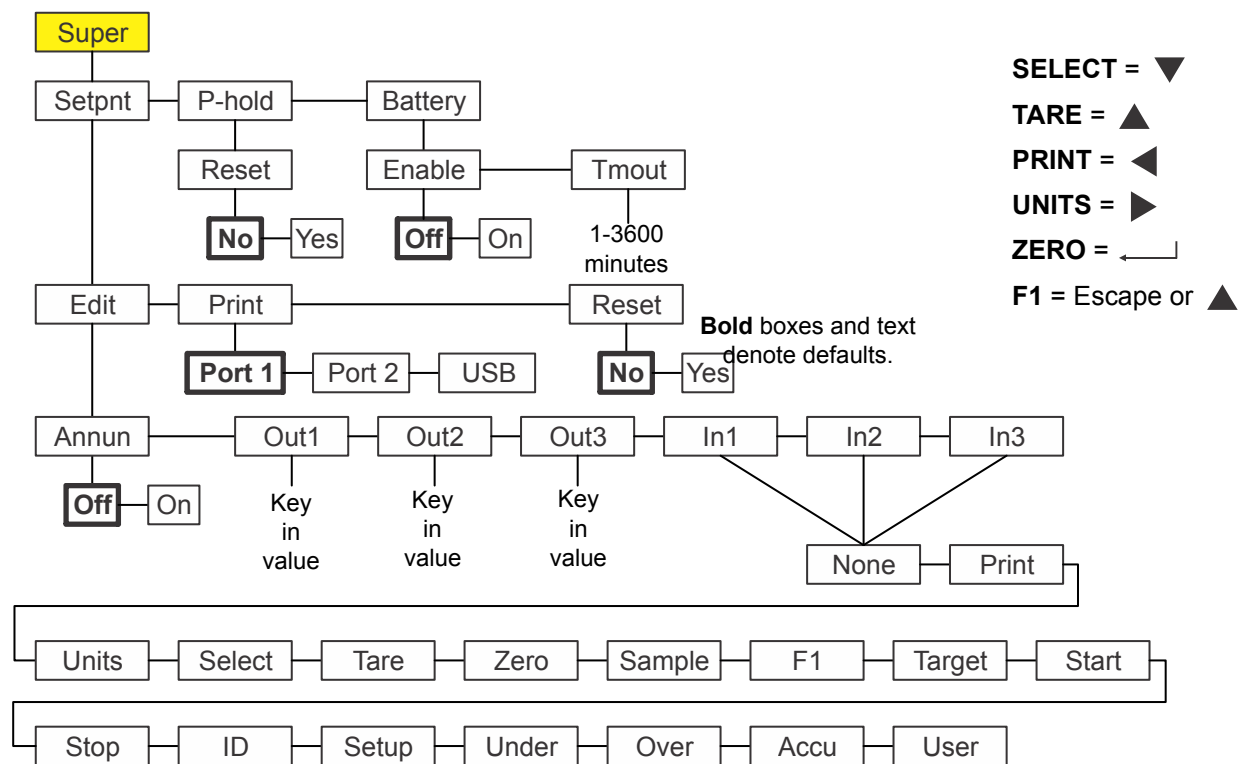 Super
Setpnt
P-hold
Battery
Reset
Enable
Tmout
No
Yes
Off
On
1-3600
minutes
Edit
Print
Reset
Port 1
Port 2
USB
No
Yes
Bold boxes and text
denote defaults.
Annun
Out1
Out2
Out3
In1
In2
In3
Off
On
Key
in
value
Key
in
value
Key
in
value
None
Print
Units
Select
Tare
Zero
Sample
F1
Target
Start
Stop
ID
Setup
Under
Over
Accu
User
SELECT = ▼
TARE = ▲
PRINT = ◀
UNITS = ▶
ZERO = ↵
F1 = Escape or ▲